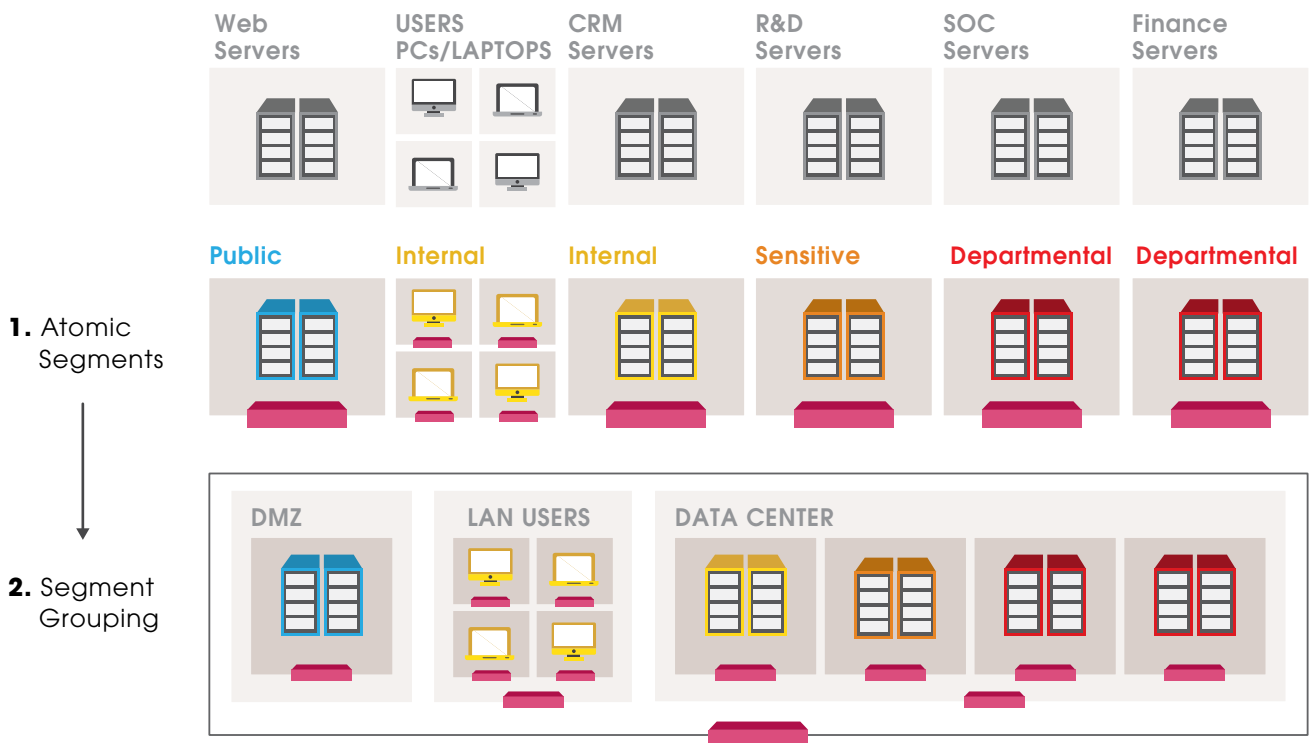 Web
Servers
USERS
PCs/LAPTOPS
CRM
Servers
R&D
Servers
SOC
Servers
Finance
Servers
Public
Internal
Internal
Sensitive
Departmental
Departmental
1. Atomic
Segments
DMZ
LAN USERS
DATA CENTER
2. Segment
Grouping